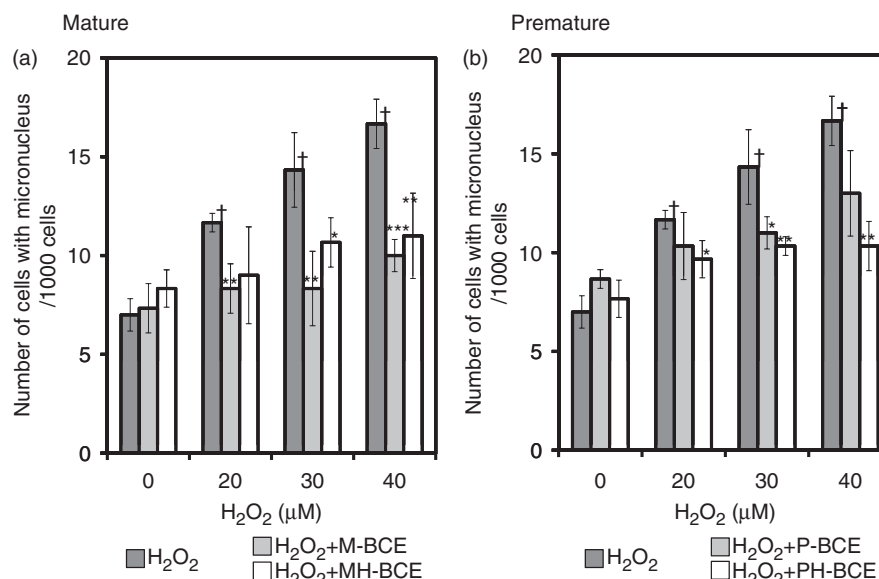 Mature
(a)
Number of cells with micronucleus
/1000 cells
20
15
10
5
0
†
†
†
**
**
*
***
**
0 20 30 40
H₂O₂ (μM)
H₂O₂
H₂O₂+M-BCE
H₂O₂+MH-BCE
Premature
(b)
Number of cells with micronucleus
/1000 cells
20
15
10
5
0
†
†
†
*
*
**
**
0 20 30 40
H₂O₂ (μM)
H₂O₂
H₂O₂+P-BCE
H₂O₂+PH-BCE